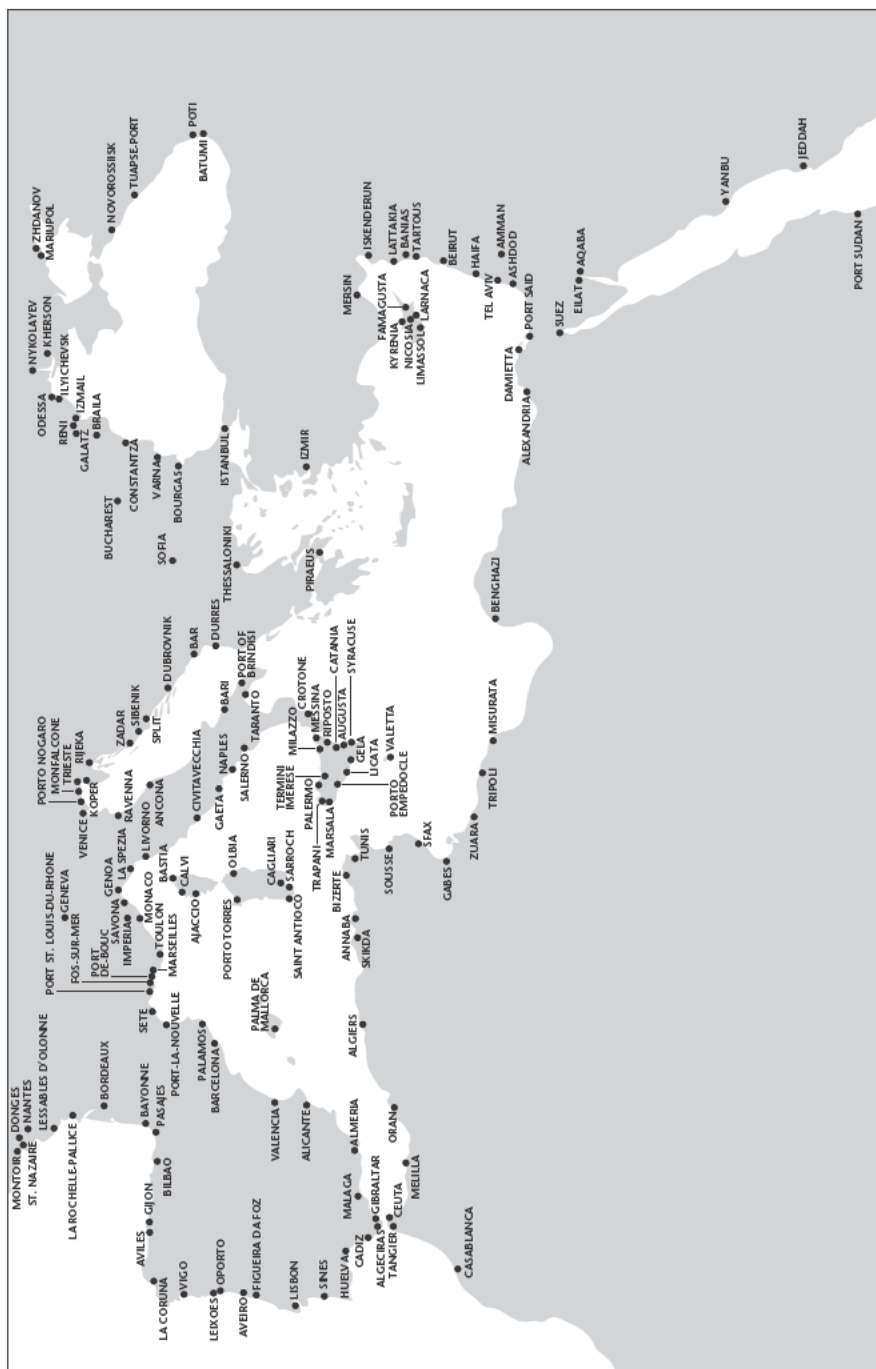 MONTOIR
DONGES
ST. NAZAIRE
NANTES
LESSABLES D'OLONNE
LA ROCHELLE-PALLICE
BORDEAUX
BAYONNE
PASAJES
BILBAO
GIJON
AVILES
LA CORUNA
VIGO
LEIXOES
OPORTO
AVEIRO
FIGUEIRA DA FOZ
LISBON
SINES
HUELVA
CADIZ
ALGECIRAS
GIBRALTAR
TANGIER
CEUTA
MALAGA
ALMERIA
MELILLA
ORAN
CASABLANCA
ALICANTE
VALENCIA
PALMA DE
MALLORCA
BARCELONA
PALAMOS
PORT-LA-NOUVELLE
SETE
PORT ST. LOUIS-DU-RHONE
FOS-SUR-MER
PORT
DE-BOUC
MARSEILLES
TOULON
GENEVA
MONACO
IMPERIA
SAVONA
GENOA
LA SPEZIA
LIVORNO
BASTIA
CALVI
AJACCIO
PORTO TORRES
OLBIA
CAGLIARI
SARROCH
SAINT ANTIOCO
ALGIERS
SKIKDA
ANNABA
BIZERTE
TUNIS
SOUSSE
SFAX
GABES
ZUARA
TRIPOLI
MISURATA
BENGHAZI
CIVITAVECCHIA
GAETA
NAPLES
SALERNO
TRAPANI
MARSALA
PALERMO
TERMINI
IMERESE
MILAZZO
MESSINA
RIPOSTO
CATANIA
AUGUSTA
SYRACUSE
GELA
LICATA
PORTO
EMPEDOCLE
VALETTA
CROTONE
TARANTO
PORT OF
BRINDISI
BARI
ANCONA
RAVENNA
VENICE
PORTO NOGARO
MONFALCONE
TRIESTE
KOPER
RIJEKA
ZADAR
SIBENIK
SPLIT
DUBROVNIK
BAR
DURRES
PIRAEUS
THESSALONIKI
SOFIA
IZMIR
ISTANBUL
BOURGAS
VARNA
BUCHAREST
CONSTANTZA
BRAILA
GALATZ
RENI
IZMAIL
ODESSA
ILYICHEVSK
NYKOLAYEV
KHERSON
ZHDANOV
MARIUPOL
NOVOROSSIISK
TUAPSE-PORT
POTI
BATUMI
MERSIN
ISKENDERUN
LATTAKIA
BANIAS
TARTOUS
FAMAGUSTA
KYRENIA
NICOSIA
LARNACA
LIMASSOL
BEIRUT
HAIFA
TEL AVIV
AMMAN
ASHDOD
PORT SAID
DAMIETTA
ALEXANDRIA
SUEZ
EILAT
AQABA
YANBU
JEDDAH
PORT SUDAN